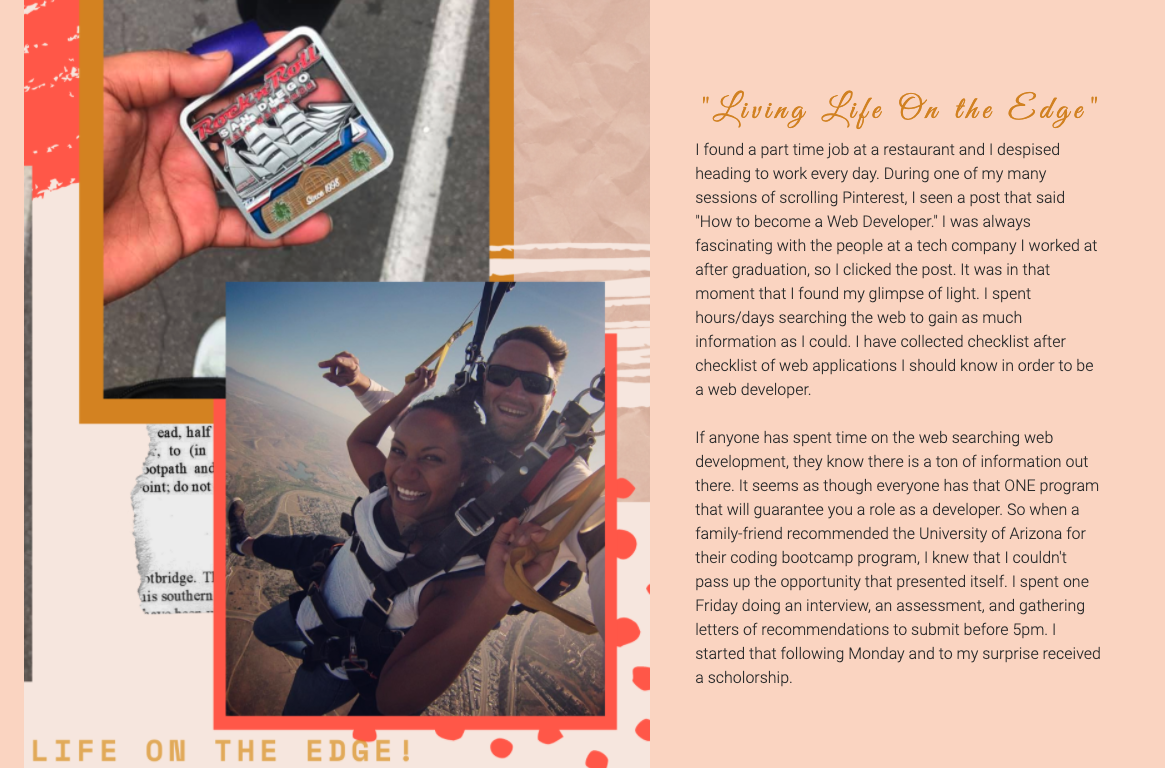 Rock n Roll
SAN DIEGO
Since 1998
ead, half
, to (in
ootpath and
oint; do not
otbridge. Tl
his southern
have been
LIFE ON THE EDGE!
"Living Life On the Edge"
I found a part time job at a restaurant and I despised
heading to work every day. During one of my many
sessions of scrolling Pinterest, I seen a post that said
"How to become a Web Developer." I was always
fascinating with the people at a tech company I worked at
after graduation, so I clicked the post. It was in that
moment that I found my glimpse of light. I spent
hours/days searching the web to gain as much
information as I could. I have collected checklist after
checklist of web applications I should know in order to be
a web developer.
If anyone has spent time on the web searching web
development, they know there is a ton of information out
there. It seems as though everyone has that ONE program
that will guarantee you a role as a developer. So when a
family-friend recommended the University of Arizona for
their coding bootcamp program, I knew that I couldn't
pass up the opportunity that presented itself. I spent one
Friday doing an interview, an assessment, and gathering
letters of recommendations to submit before 5pm. I
started that following Monday and to my surprise received
a scholorship.